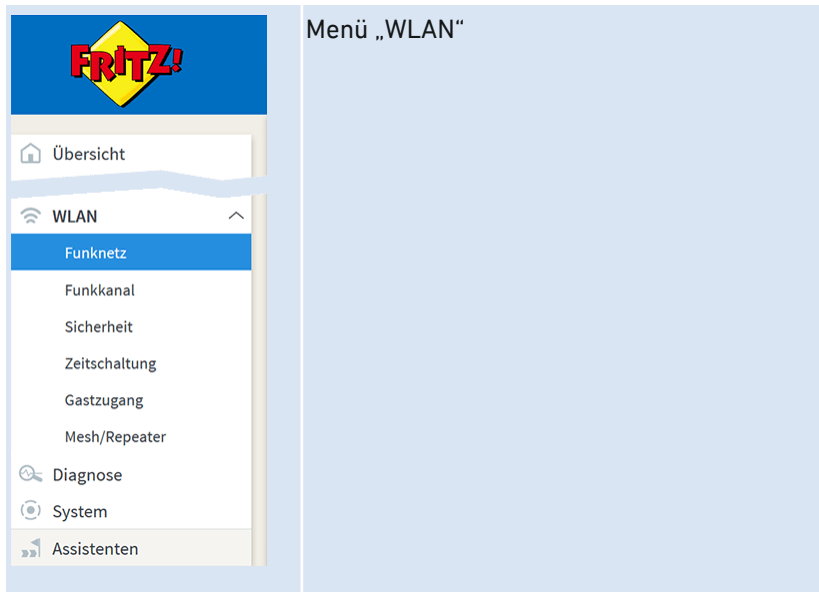 FRITZ!
Menü „WLAN“
Übersicht
WLAN
Funknetz
Funkkanal
Sicherheit
Zeitschaltung
Gastzugang
Mesh/Repeater
Diagnose
System
Assistenten